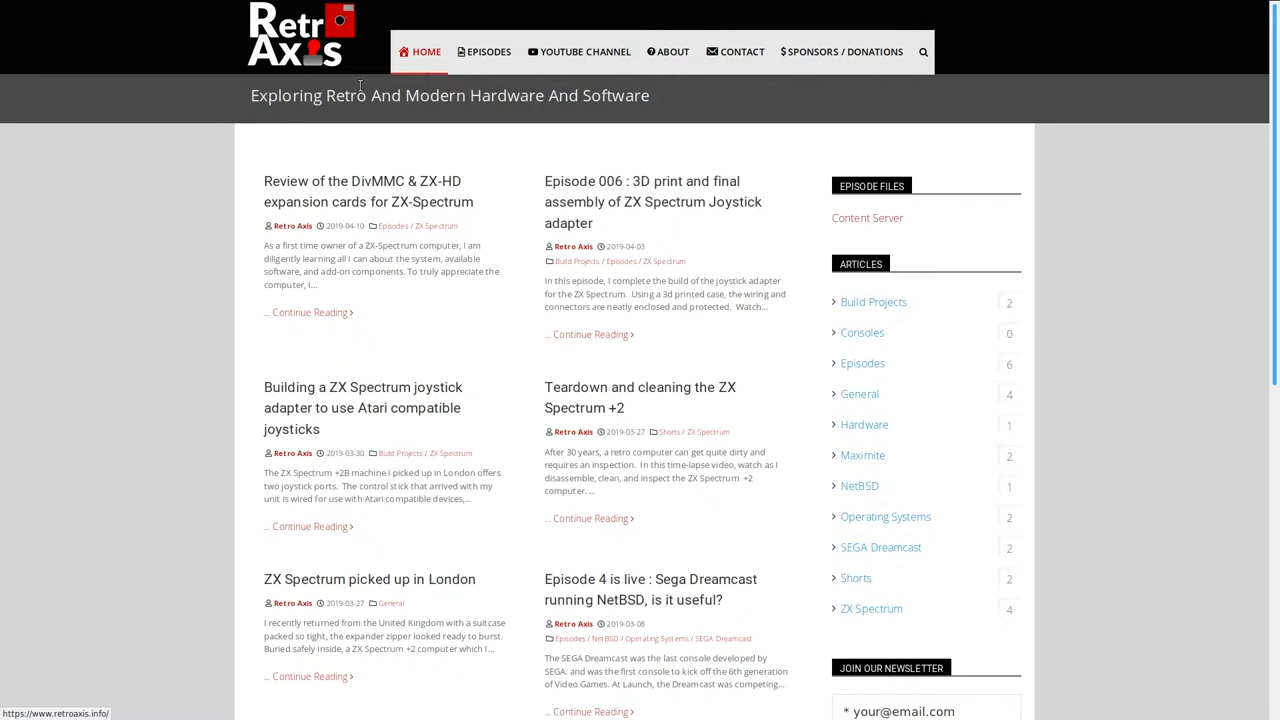 Retr
Axis
HOME EPISODES YOUTUBE CHANNEL ABOUT CONTACT SPONSORS / DONATIONS
Exploring Retro And Modern Hardware And Software
Review of the DivMMC & ZX-HD
expansion cards for ZX-Spectrum
Retro Axis 2019-04-10 Episodes / ZX Spectrum
As a first time owner of a ZX-Spectrum computer, I am
diligently learning all I can about the system, available
software, and add-on components. To truly appreciate the
computer, I...
... Continue Reading
Episode 006 : 3D print and final
assembly of ZX Spectrum Joystick
adapter
Retro Axis 2019-04-03
Build Projects / Episodes / ZX Spectrum
In this episode, I complete the build of the joystick adapter
for the ZX Spectrum. Using a 3d printed case, the wiring and
connectors are neatly enclosed and protected. Watch...
... Continue Reading
Building a ZX Spectrum joystick
adapter to use Atari compatible
joysticks
Retro Axis 2019-03-30 Build Projects / ZX Spectrum
The ZX Spectrum +2B machine I picked up in London offers
two joystick ports. The control stick that arrived with my
unit is wired for use with Atari compatible devices,...
... Continue Reading
Teardown and cleaning the ZX
Spectrum +2
Retro Axis 2019-03-27 Shorts / ZX Spectrum
After 30 years, a retro computer can get quite dirty and
requires an inspection. In this time-lapse video, watch as I
disassemble, clean, and inspect the ZX Spectrum +2
computer. ...
... Continue Reading
ZX Spectrum picked up in London
Retro Axis 2019-03-27 General
I recently returned from the United Kingdom with a suitcase
packed so tight, the expander zipper looked ready to burst.
Buried safely inside, a ZX Spectrum +2 computer which I...
... Continue Reading
Episode 4 is live : Sega Dreamcast
running NetBSD, is it useful?
Retro Axis 2019-03-08
Episodes / NetBSD / Operating Systems / SEGA Dreamcast
The SEGA Dreamcast was the last console developed by
SEGA. and was the first console to kick off the 6th generation
of Video Games. At Launch, the Dreamcast was competing...
... Continue Reading
EPISODE FILES
Content Server
ARTICLES
Build Projects 2
Consoles 0
Episodes 6
General 4
Hardware 1
Maximite 2
NetBSD 1
Operating Systems 2
SEGA Dreamcast 2
Shorts 2
ZX Spectrum 4
JOIN OUR NEWSLETTER
* your@email.com
https://www.retroaxis.info/